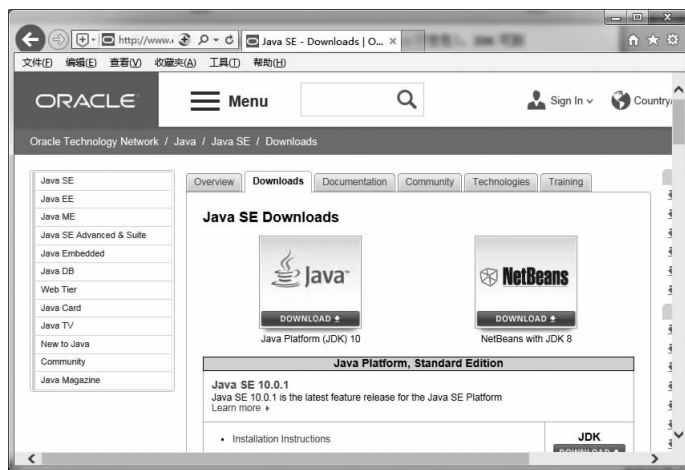 http://www.
Java SE - Downloads | O... ×
文件(F) 编辑(E) 查看(V) 收藏夹(A) 工具(T) 帮助(H)
ORACLE
Menu
Sign In
Country
Oracle Technology Network / Java / Java SE / Downloads
Java SE
Java EE
Java ME
Java SE Advanced & Suite
Java Embedded
Java DB
Web Tier
Java Card
Java TV
New to Java
Community
Java Magazine
Overview Downloads Documentation Community Technologies Training
Java SE Downloads
Java
DOWNLOAD
Java Platform (JDK) 10
NetBeans
DOWNLOAD
NetBeans with JDK 8
Java Platform, Standard Edition
Java SE 10.0.1
Java SE 10.0.1 is the latest feature release for the Java SE Platform
Learn more
• Installation Instructions
JDK
DOWNLOAD